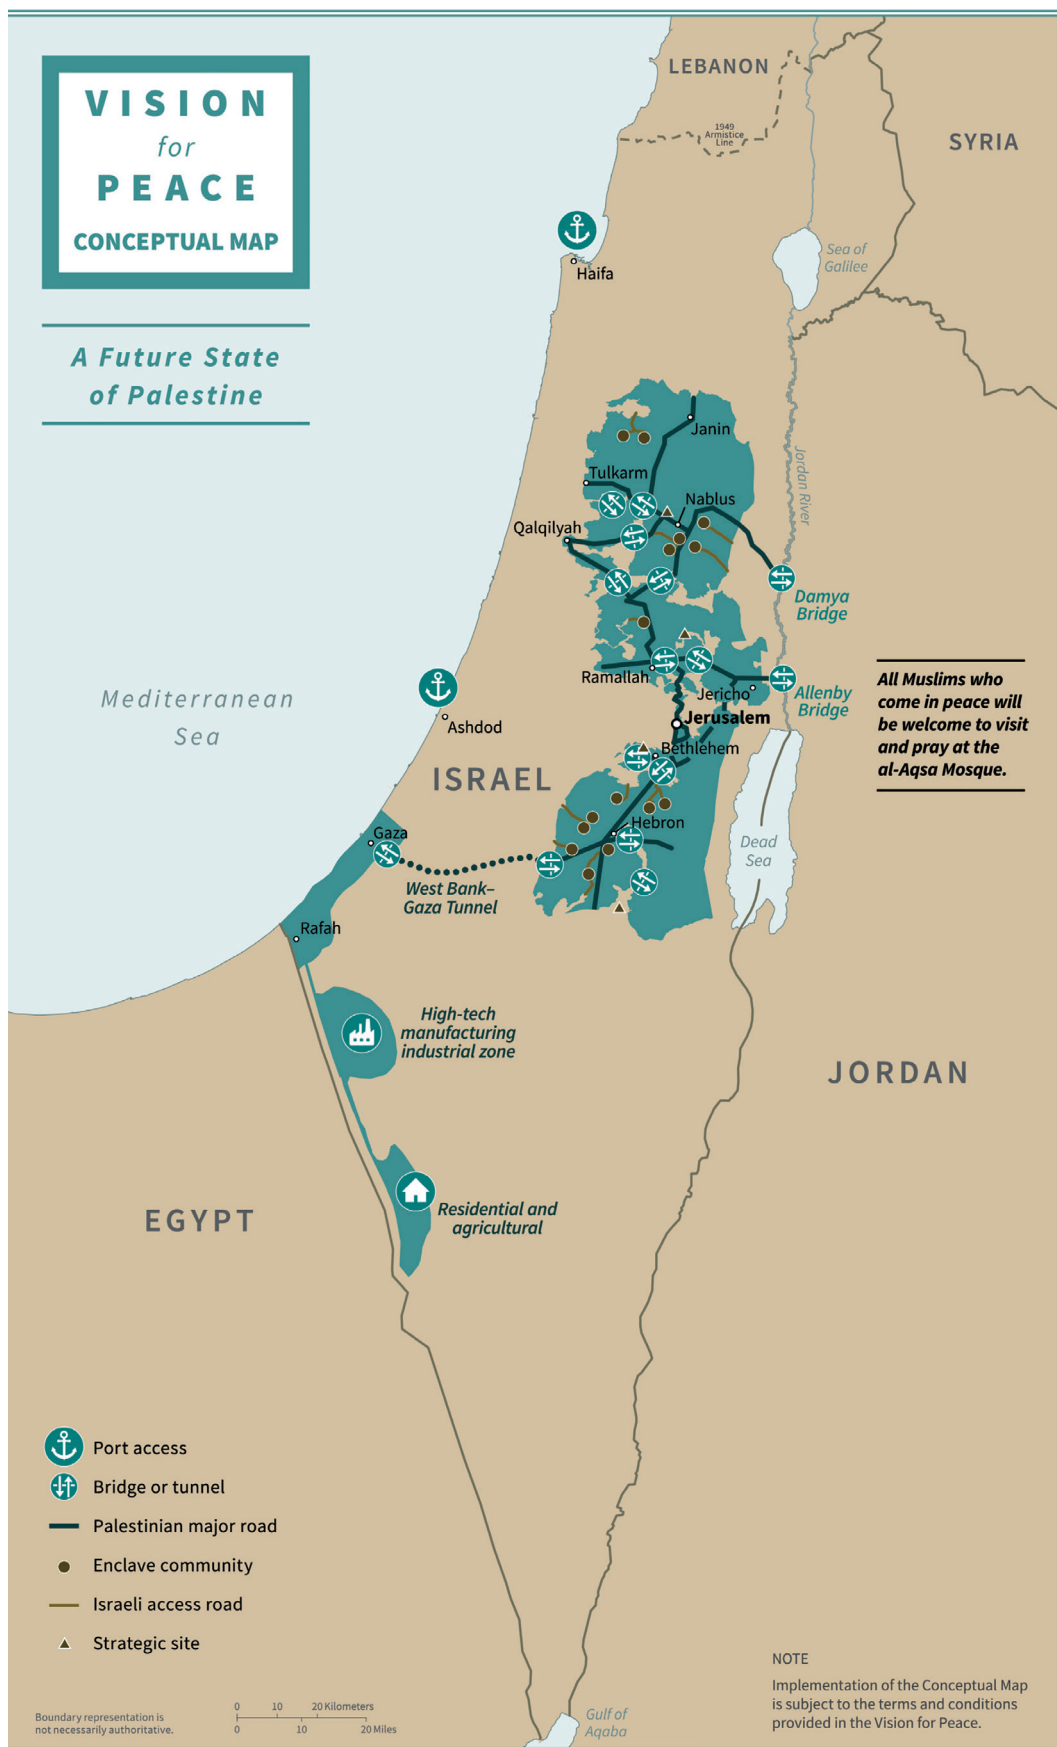 VISION
for
PEACE
CONCEPTUAL MAP
A Future State
of Palestine
LEBANON
1949
Armistice
Line
SYRIA
Sea of
Galilee
Haifa
Janin
Jordan River
Tulkarm
Nablus
Qalqilyah
Damya
Bridge
Ramallah
Jericho
Allenby
Bridge
All Muslims who
come in peace will
be welcome to visit
and pray at the
al-Aqsa Mosque.
Mediterranean
Sea
Ashdod
Jerusalem
Bethlehem
ISRAEL
Hebron
Gaza
Dead
Sea
West Bank–
Gaza Tunnel
Rafah
High-tech
manufacturing
industrial zone
JORDAN
EGYPT
Residential and
agricultural
Port access
Bridge or tunnel
Palestinian major road
Enclave community
Israeli access road
Strategic site
NOTE
Implementation of the Conceptual Map
is subject to the terms and conditions
provided in the Vision for Peace.
Boundary representation is
not necessarily authoritative.
0 10 20 Kilometers
0 10 20 Miles
Gulf of
Aqaba